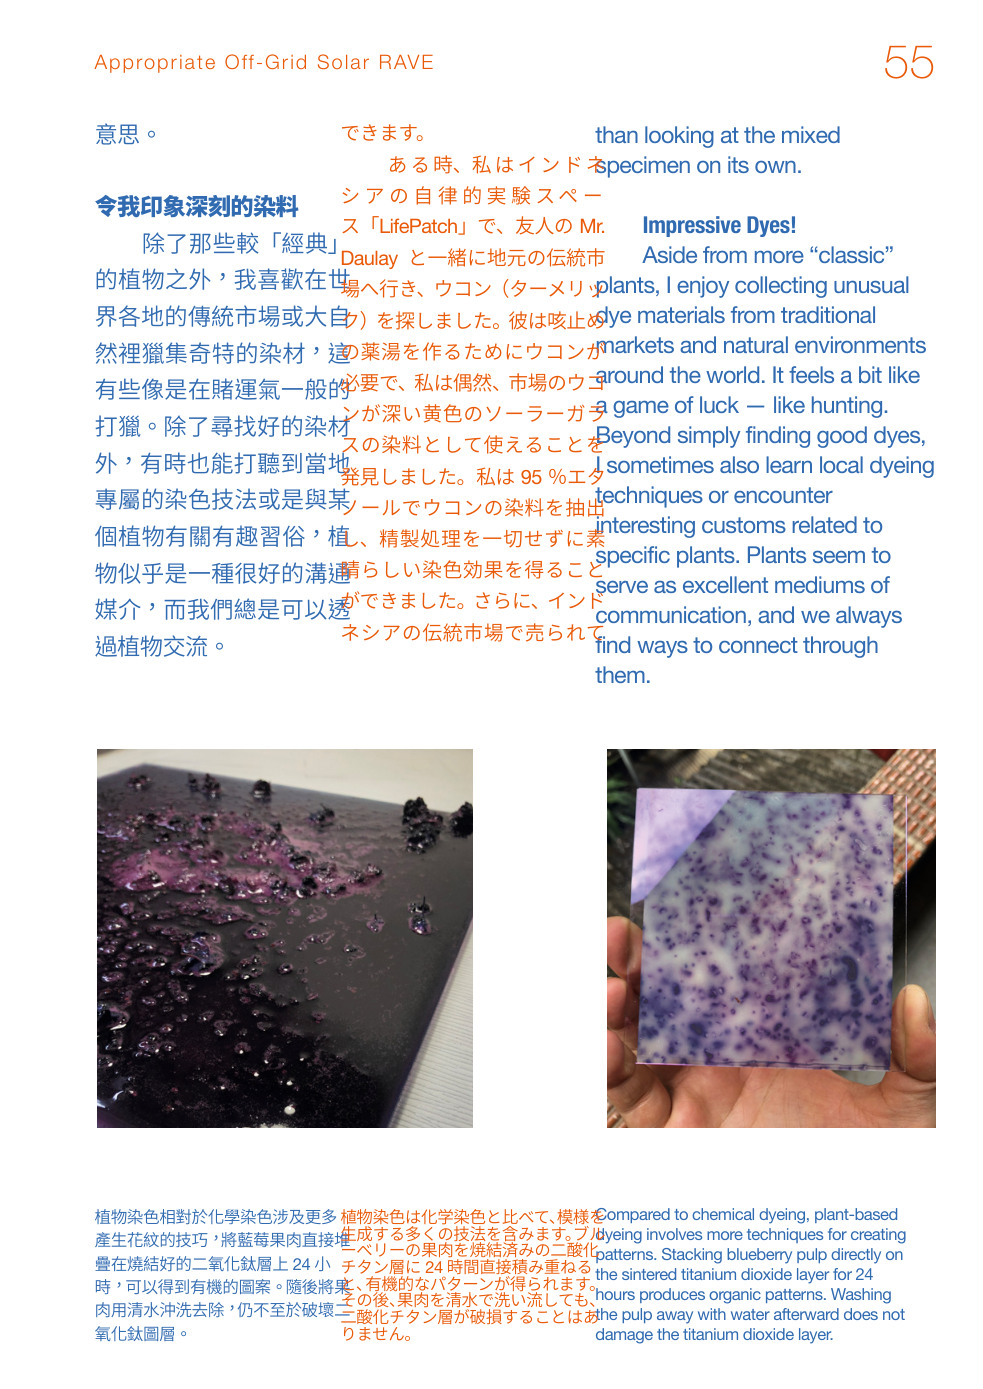 Appropriate Off-Grid Solar RAVE
55
意思。
令我印象深刻的染料
除了那些較「經典」
的植物之外，我喜歡在世
界各地的傳統市場或大自
然裡獵集奇特的染材，這
有些像是在賭運氣一般的
打獵。除了尋找好的染材
外，有時也能打聽到當地
專屬的染色技法或是與某
個植物有關有趣習俗，植
物似乎是一種很好的溝通
媒介，而我們總是可以透
過植物交流。
できます。
ある時、私はインドネ
シアの自律的実験スペー
ス「LifePatch」で、友人の Mr.
Daulay と一緒に地元の伝統市
場へ行き、ウコン（ターメリッ
ク）を探しました。彼は咳止め
の薬湯を作るためにウコンが
必要で、私は偶然、市場のウコ
ンが深い黄色のソーラーガラ
スの染料として使えることを
発見しました。私は 95 %エタ
ノールでウコンの染料を抽出
し、精製処理を一切せずに素
晴らしい染色効果を得ること
ができました。さらに、インド
ネシアの伝統市場で売られて
than looking at the mixed
specimen on its own.
Impressive Dyes!
Aside from more “classic”
plants, I enjoy collecting unusual
dye materials from traditional
markets and natural environments
around the world. It feels a bit like
a game of luck — like hunting.
Beyond simply finding good dyes,
I sometimes also learn local dyeing
techniques or encounter
interesting customs related to
specific plants. Plants seem to
serve as excellent mediums of
communication, and we always
find ways to connect through
them.
植物染色相對於化學染色涉及更多
產生花紋的技巧，將藍莓果肉直接堆
疊在燒結好的二氧化鈦層上 24 小
時，可以得到有機的圖案。隨後將果
肉用清水沖洗去除，仍不至於破壞二
氧化鈦圖層。
植物染色は化学染色と比べて、模様を
生成する多くの技法を含みます。ブル
ーベリーの果肉を焼結済みの二酸化
チタン層に 24 時間直接積み重ねる
と、有機的なパターンが得られます。
その後、果肉を清水で洗い流しても、
二酸化チタン層が破損することはあ
りません。
Compared to chemical dyeing, plant-based
dyeing involves more techniques for creating
patterns. Stacking blueberry pulp directly on
the sintered titanium dioxide layer for 24
hours produces organic patterns. Washing
the pulp away with water afterward does not
damage the titanium dioxide layer.